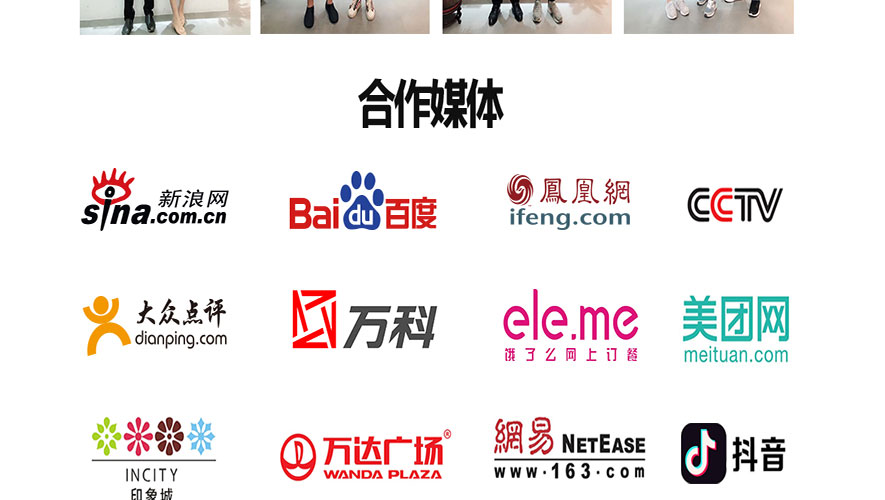 合作媒体
新浪网
sina.com.cn
Bai du 百度
鳳凰網
ifeng.com
CCTV
大众点评
dianping.com
万科
ele.me
饿了么网上订餐
美团网
meituan.com
INCITY
印象城
万达广场®
WANDA PLAZA
網易 NETEASE
www.163.com
抖音